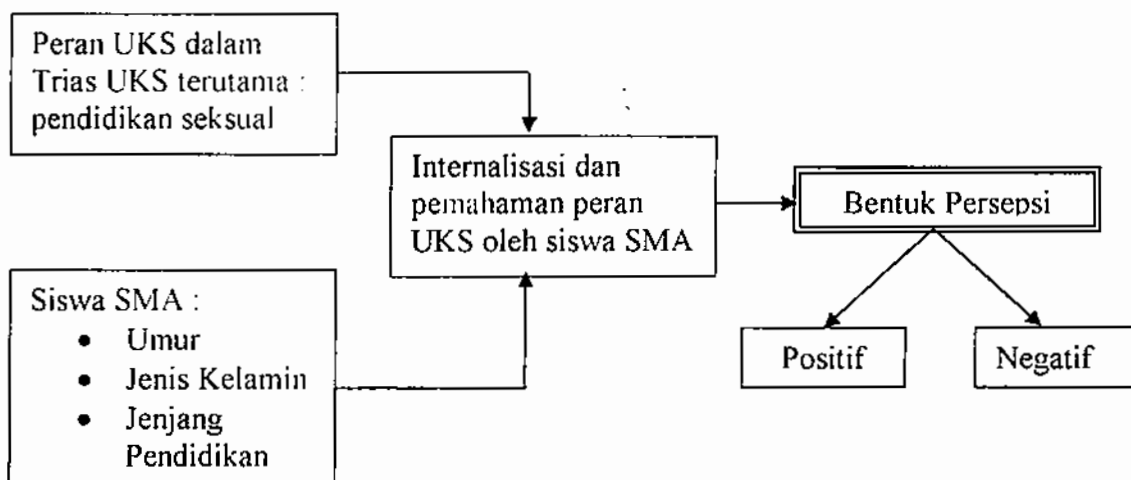 Peran UKS dalam
Trias UKS terutama :
pendidikan seksual
Internalisasi dan
pemahaman peran
UKS oleh siswa SMA
Bentuk Persepsi
Siswa SMA :
• Umur
• Jenis Kelamin
• Jenjang
Pendidikan
Positif
Negatif